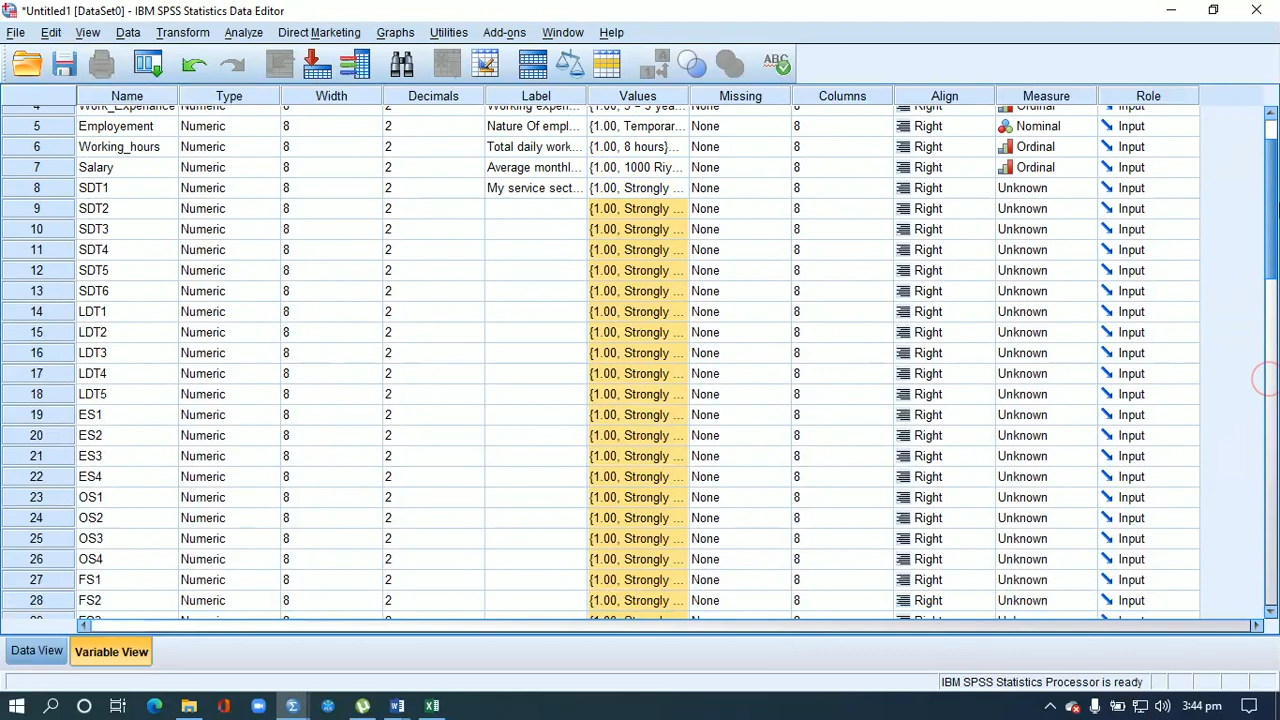 *Untitled1 [DataSet0] - IBM SPSS Statistics Data Editor
File Edit View Data Transform Analyze Direct Marketing Graphs Utilities Add-ons Window Help
Name Type Width Decimals Label Values Missing Columns Align Measure Role
4 Work_Experiance Numeric 8 2 Working experi... {1.00, 3 - 5 yea... None 8 Right Ordinal Input
5 Employement Numeric 8 2 Nature Of empl... {1.00, Temporar... None 8 Right Nominal Input
6 Working_hours Numeric 8 2 Total daily work... {1.00, 8 hours}... None 8 Right Ordinal Input
7 Salary Numeric 8 2 Average monthl... {1.00, 1000 Riy... None 8 Right Ordinal Input
8 SDT1 Numeric 8 2 My service sect... {1.00, Strongly ... None 8 Right Unknown Input
9 SDT2 Numeric 8 2 {1.00, Strongly ... None 8 Right Unknown Input
10 SDT3 Numeric 8 2 {1.00, Strongly ... None 8 Right Unknown Input
11 SDT4 Numeric 8 2 {1.00, Strongly ... None 8 Right Unknown Input
12 SDT5 Numeric 8 2 {1.00, Strongly ... None 8 Right Unknown Input
13 SDT6 Numeric 8 2 {1.00, Strongly ... None 8 Right Unknown Input
14 LDT1 Numeric 8 2 {1.00, Strongly ... None 8 Right Unknown Input
15 LDT2 Numeric 8 2 {1.00, Strongly ... None 8 Right Unknown Input
16 LDT3 Numeric 8 2 {1.00, Strongly ... None 8 Right Unknown Input
17 LDT4 Numeric 8 2 {1.00, Strongly ... None 8 Right Unknown Input
18 LDT5 Numeric 8 2 {1.00, Strongly ... None 8 Right Unknown Input
19 ES1 Numeric 8 2 {1.00, Strongly ... None 8 Right Unknown Input
20 ES2 Numeric 8 2 {1.00, Strongly ... None 8 Right Unknown Input
21 ES3 Numeric 8 2 {1.00, Strongly ... None 8 Right Unknown Input
22 ES4 Numeric 8 2 {1.00, Strongly ... None 8 Right Unknown Input
23 OS1 Numeric 8 2 {1.00, Strongly ... None 8 Right Unknown Input
24 OS2 Numeric 8 2 {1.00, Strongly ... None 8 Right Unknown Input
25 OS3 Numeric 8 2 {1.00, Strongly ... None 8 Right Unknown Input
26 OS4 Numeric 8 2 {1.00, Strongly ... None 8 Right Unknown Input
27 FS1 Numeric 8 2 {1.00, Strongly ... None 8 Right Unknown Input
28 FS2 Numeric 8 2 {1.00, Strongly ... None 8 Right Unknown Input
Data View Variable View
IBM SPSS Statistics Processor is ready
3:44 pm